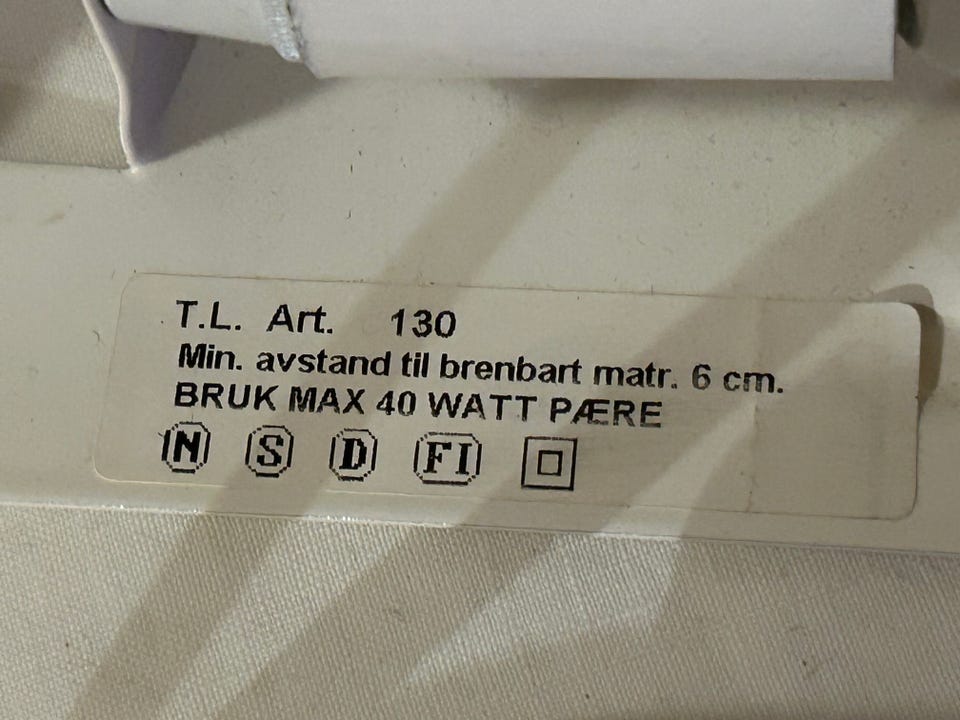 T.L. Art. 130
Min. avstand til brenbart matr. 6 cm.
BRUK MAX 40 WATT PÆRE
N S D FI